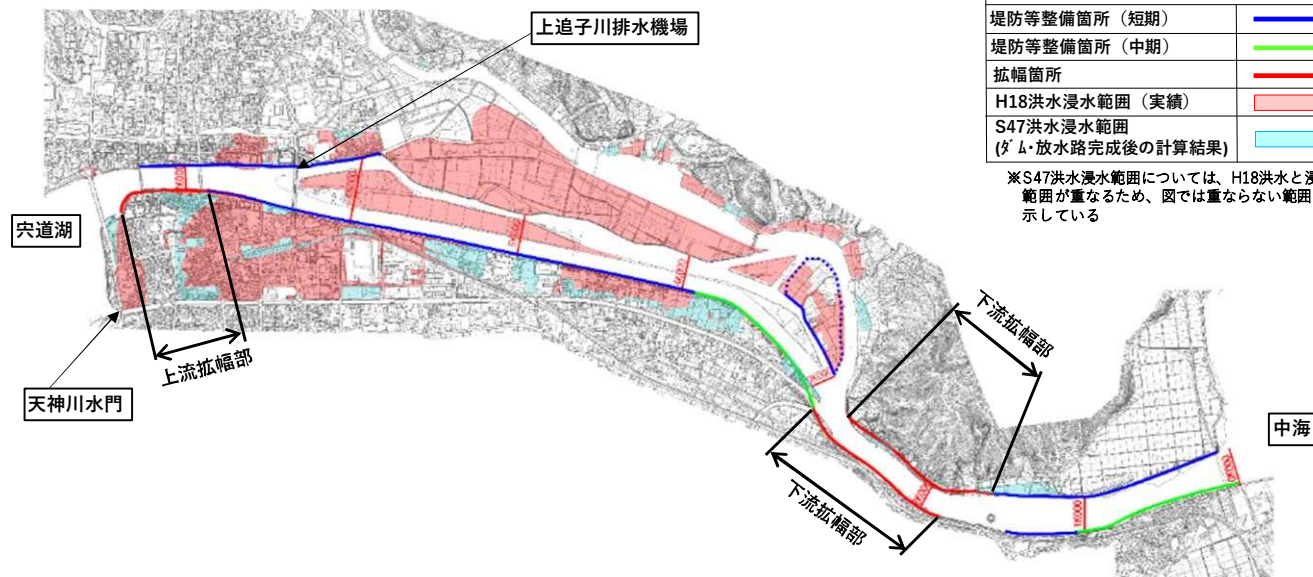 上追子川排水機場
堤防等整備箇所（短期）
堤防等整備箇所（中期）
拡幅箇所
H18洪水浸水範囲（実績）
S47洪水浸水範囲
(ﾀﾞﾑ･放水路完成後の計算結果)
※S47洪水浸水範囲については、H18洪水と浸
範囲が重なるため、図では重ならない範囲
示している
宍道湖
上流拡幅部
天神川水門
下流拡幅部
下流拡幅部
中海